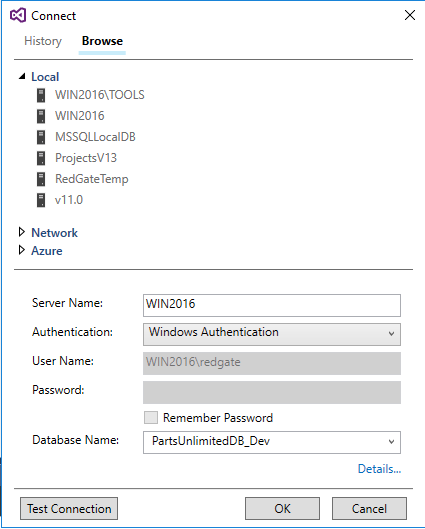 Connect
History Browse
Local
WIN2016\TOOLS
WIN2016
MSSQLLocalDB
ProjectsV13
RedGateTemp
v11.0
Network
Azure
Server Name: WIN2016
Authentication: Windows Authentication
User Name: WIN2016\redgate
Password:
Remember Password
Database Name: PartsUnlimitedDB_Dev
Details...
Test Connection OK Cancel